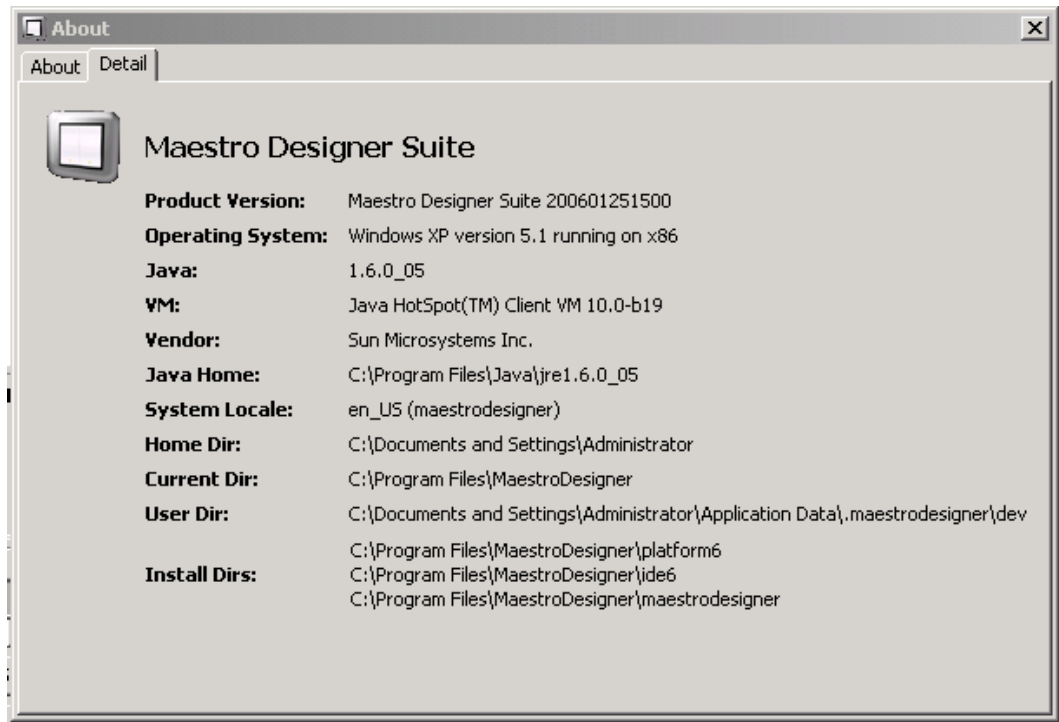 About
About Detail
Maestro Designer Suite
Product Version: Maestro Designer Suite 200601251500
Operating System: Windows XP version 5.1 running on x86
Java: 1.6.0_05
VM: Java HotSpot(TM) Client VM 10.0-b19
Vendor: Sun Microsystems Inc.
Java Home: C:\Program Files\Java\jre1.6.0_05
System Locale: en_US (maestrodesigner)
Home Dir: C:\Documents and Settings\Administrator
Current Dir: C:\Program Files\MaestroDesigner
User Dir: C:\Documents and Settings\Administrator\Application Data\.maestrodesigner\dev
C:\Program Files\MaestroDesigner\platform6
Install Dirs: C:\Program Files\MaestroDesigner\ide6
C:\Program Files\MaestroDesigner\maestrodesigner